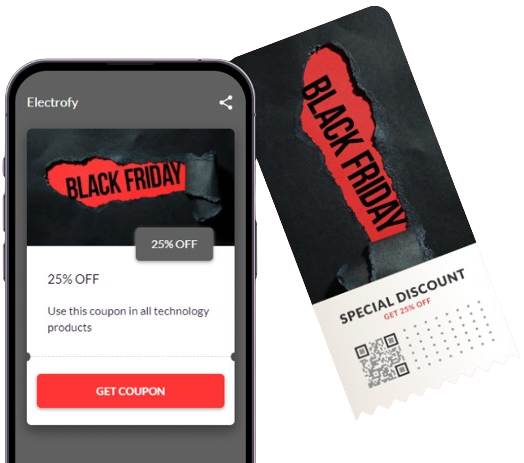 Electrofy
BLACK FRIDAY
25% OFF
25% OFF
Use this coupon in all technology
products
GET COUPON
BLACK FRIDAY
SPECIAL DISCOUNT
GET 25% OFF